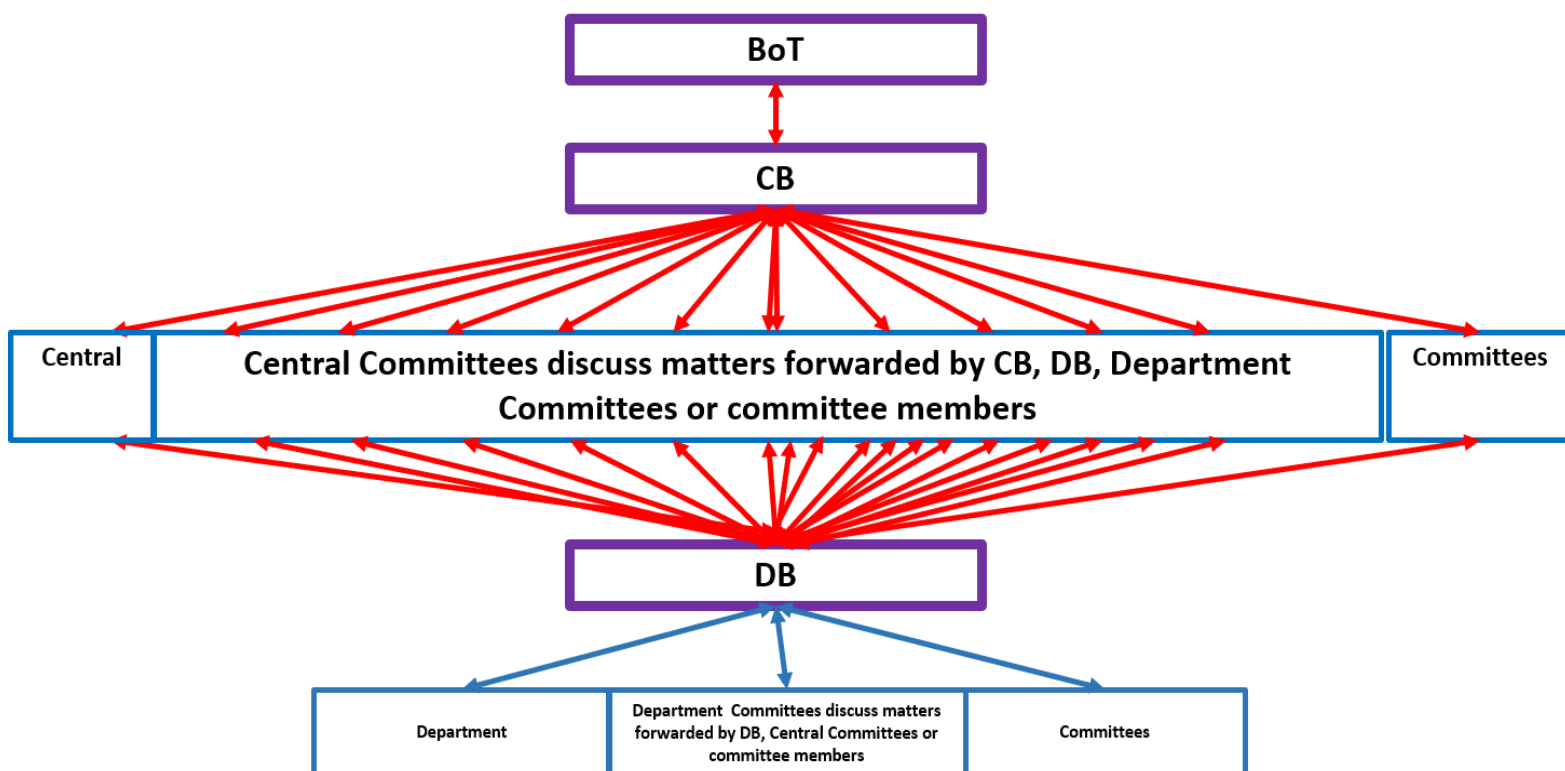 BoT
CB
Central
Central Committees discuss matters forwarded by CB, DB, Department
Committees or committee members
Committees
DB
Department
Department  Committees discuss matters
forwarded by DB, Central Committees or
committee members
Committees